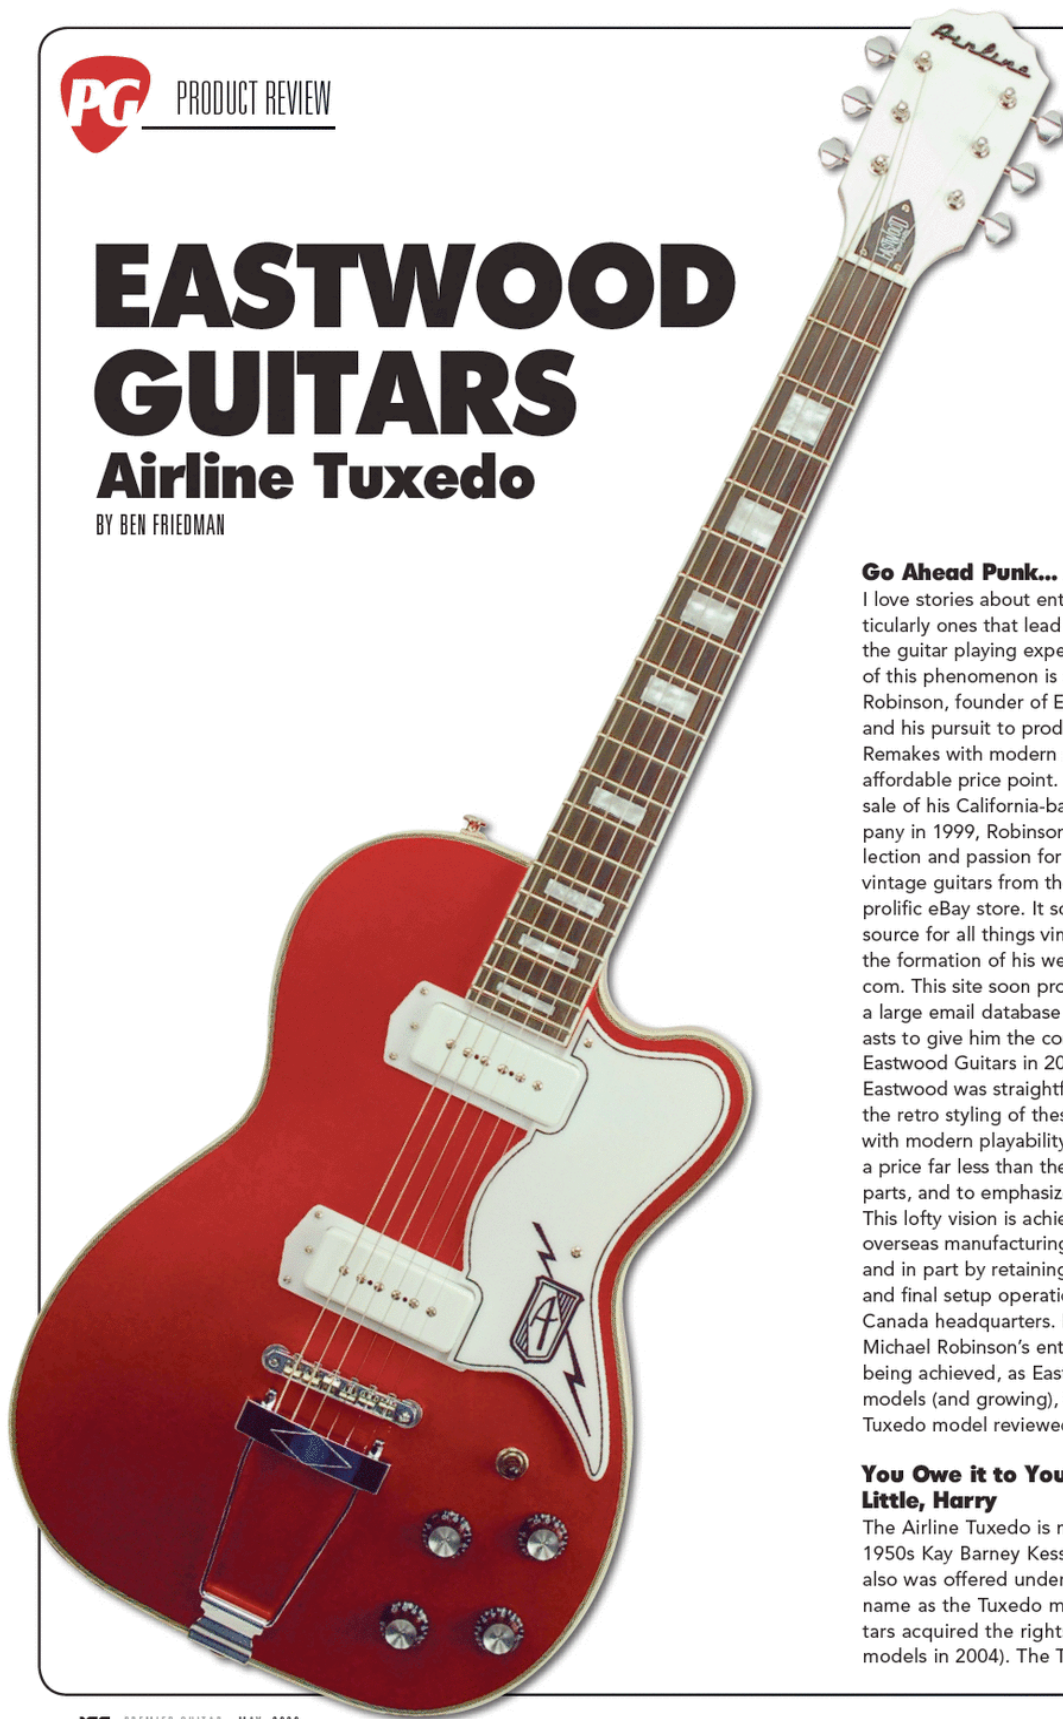 PG PRODUCT REVIEW
Airline
EASTWOOD
EASTWOOD
GUITARS
Airline Tuxedo
BY BEN FRIEDMAN
A
Go Ahead Punk...
I love stories about ent
ticularly ones that lead
the guitar playing expe
of this phenomenon is
Robinson, founder of E
and his pursuit to prod
Remakes with modern
affordable price point.
sale of his California-ba
pany in 1999, Robinson
lection and passion for
vintage guitars from th
prolific eBay store. It so
source for all things vin
the formation of his we
com. This site soon pro
a large email database
asts to give him the co
Eastwood Guitars in 20
Eastwood was straightf
the retro styling of thes
with modern playability
a price far less than the
parts, and to emphasiz
This lofty vision is achie
overseas manufacturing
and in part by retaining
and final setup operatio
Canada headquarters.
Michael Robinson's ent
being achieved, as East
models (and growing),
Tuxedo model reviewed
You Owe it to You
Little, Harry
The Airline Tuxedo is r
1950s Kay Barney Kess
also was offered under
name as the Tuxedo m
tars acquired the right
models in 2004). The T